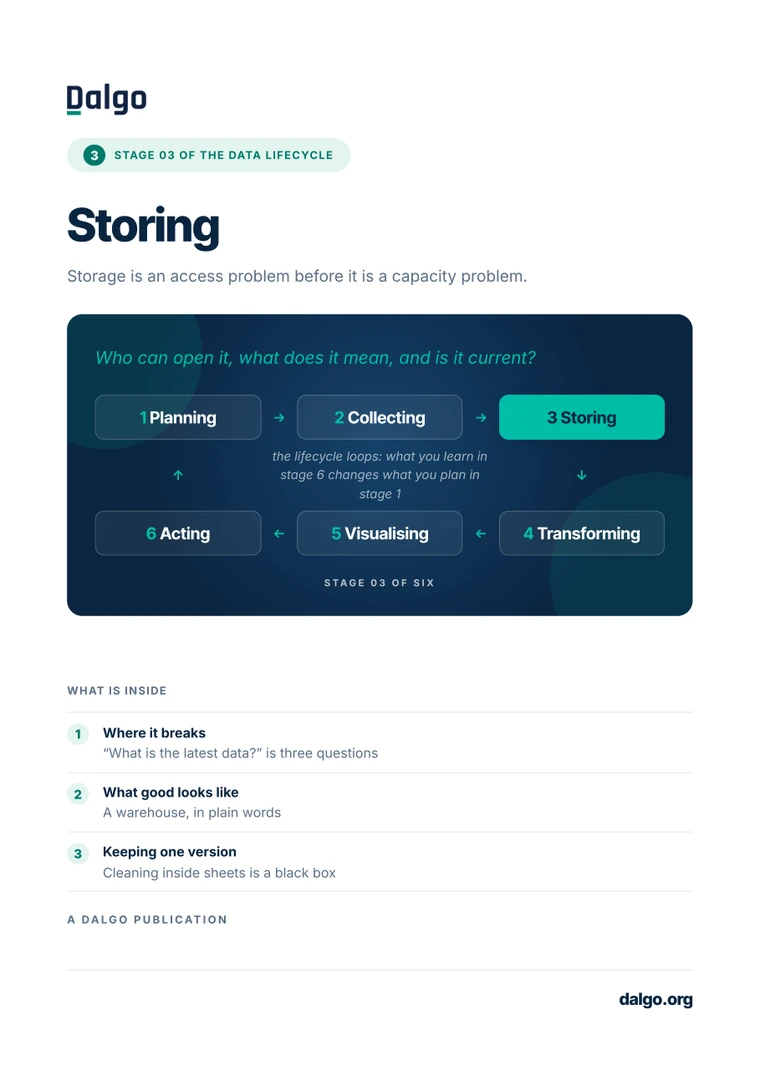 Dalgo
3 STAGE 03 OF THE DATA LIFECYCLE
Storing
Storage is an access problem before it is a capacity problem.
Who can open it, what does it mean, and is it current?
1 Planning → 2 Collecting → 3 Storing
↑ the lifecycle loops: what you learn in ↓
stage 6 changes what you plan in
stage 1
6 Acting ← 5 Visualising ← 4 Transforming
STAGE 03 OF SIX
WHAT IS INSIDE
1 Where it breaks
“What is the latest data?” is three questions
2 What good looks like
A warehouse, in plain words
3 Keeping one version
Cleaning inside sheets is a black box
A DALGO PUBLICATION
dalgo.org